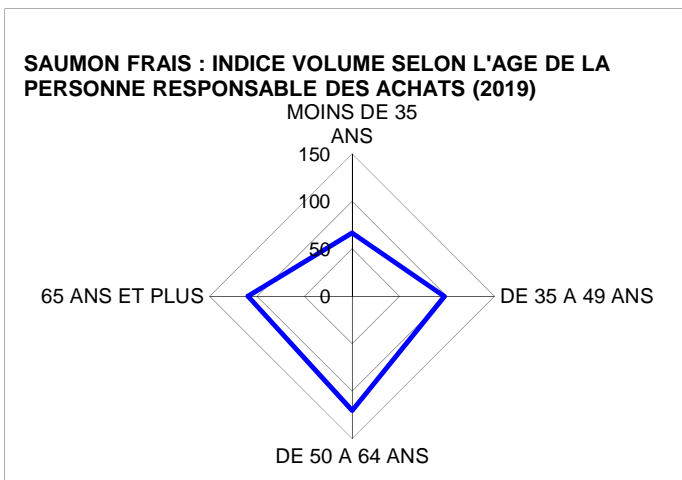 SAUMON FRAIS : INDICE VOLUME SELON L'AGE DE LA
PERSONNE RESPONSABLE DES ACHATS (2019)
MOINS DE 35
ANS
150
100
50
0
65 ANS ET PLUS
DE 35 A 49 ANS
DE 50 A 64 ANS